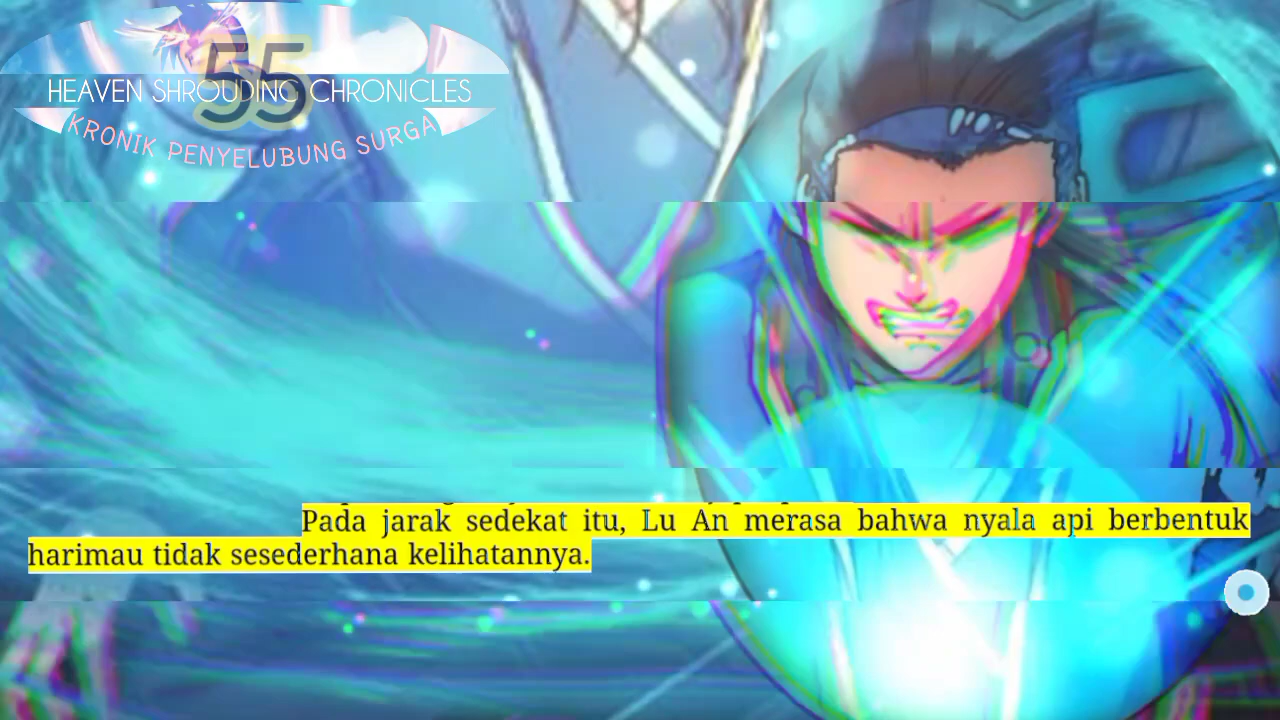 55
HEAVEN SHROUDING CHRONICLES
KRONIK PENYELUBUNG SURGA
Pada jarak sedekat itu, Lu An merasa bahwa nyala api berbentuk
harimau tidak sesederhana kelihatannya.